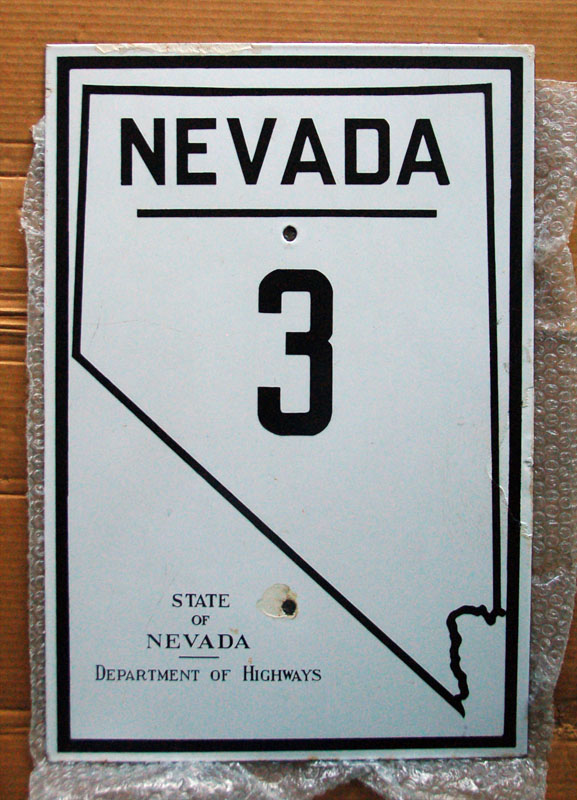 NEVADA
3
STATE
OF
NEVADA
DEPARTMENT OF HIGHWAYS